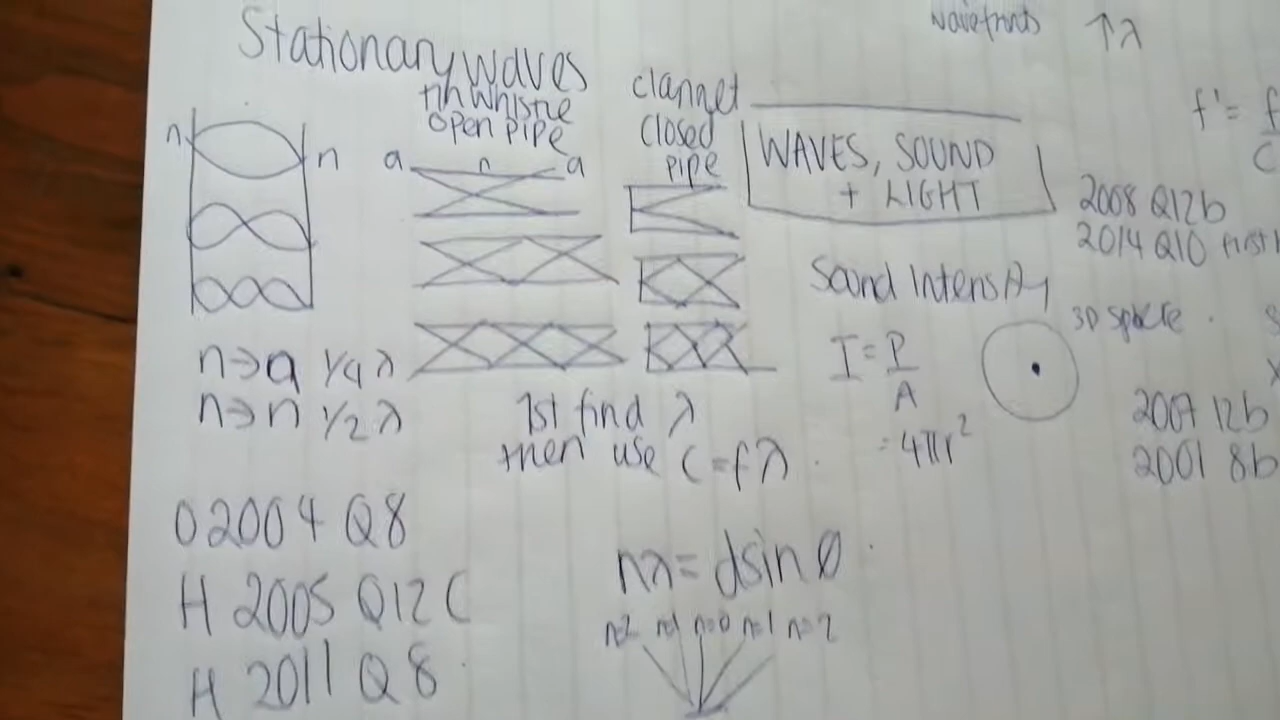 Stationary waves
n
n
n→a 1/4 λ
n→n 1/2 λ
O 2004 Q8
H 2005 Q12 C
H 2011 Q8
tin whistle
open pipe
a n a
clarinet
closed
pipe
1st find λ
then use C=fλ
WAVES, SOUND
+ LIGHT
Sound Intensity
3D sphere
I = P
A
= 4πr²
nλ = dsin Ø
n=2 n=1 n=0 n=1 n=2
wavefronts ↑λ
f' = f
C
2008 Q12b
2014 Q10 first
2007 12b
2001 8b